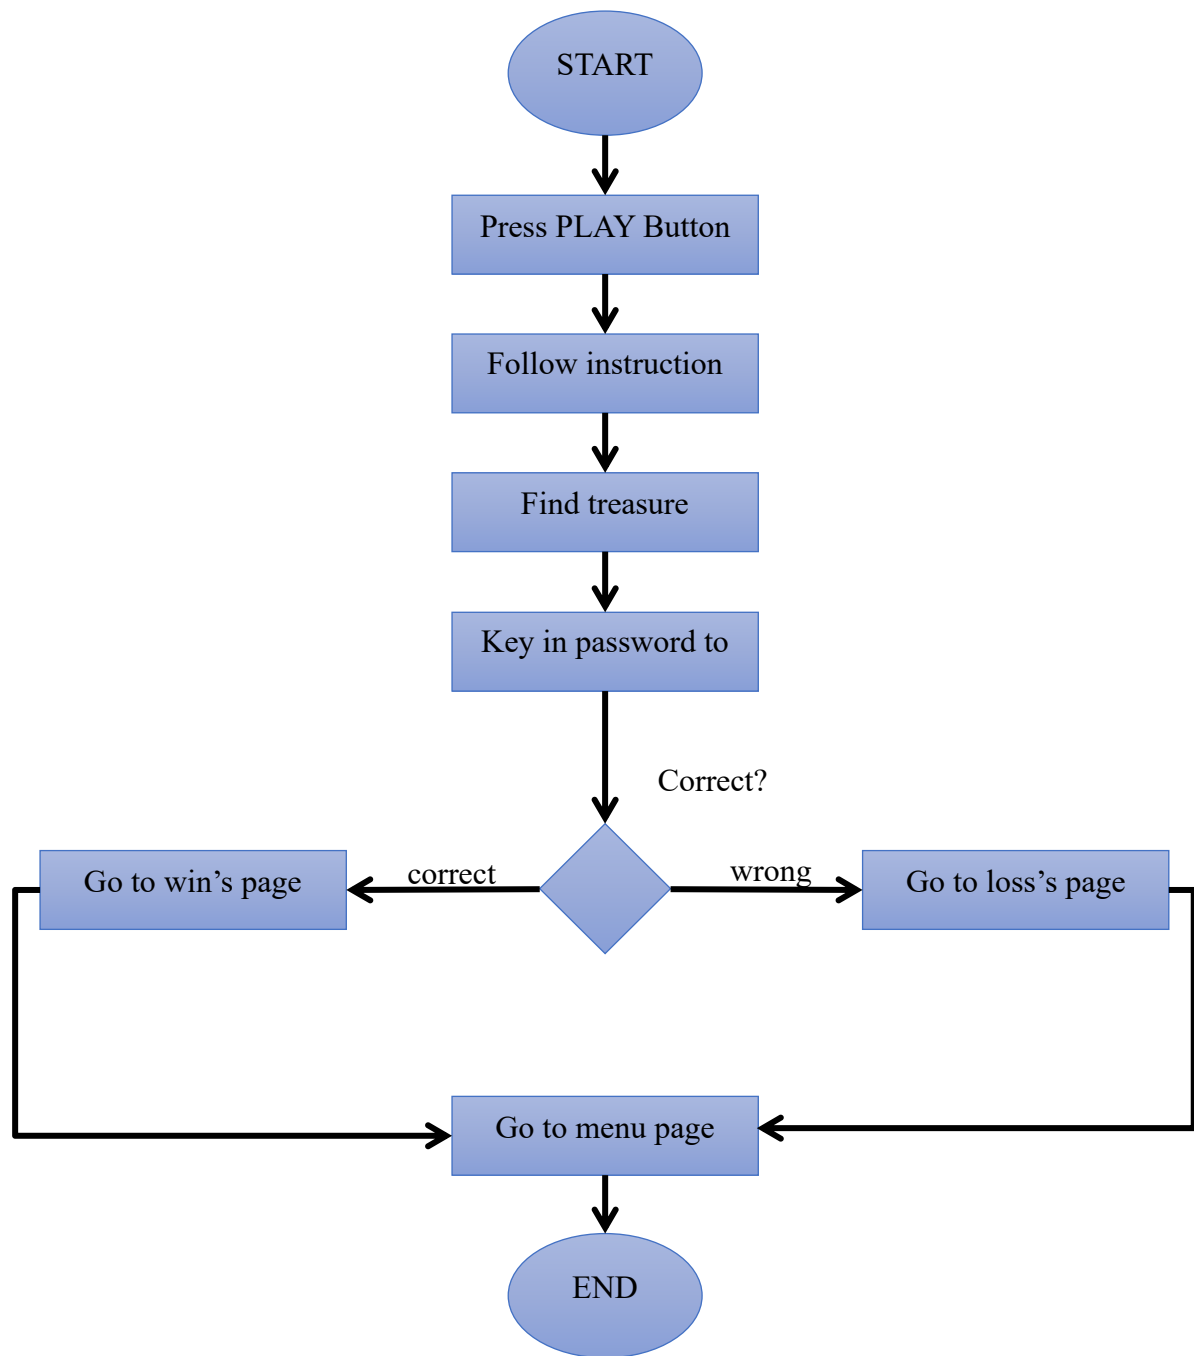 START
Press PLAY Button
Follow instruction
Find treasure
Key in password to
Correct?
Go to win’s page
correct
wrong
Go to loss’s page
Go to menu page
END